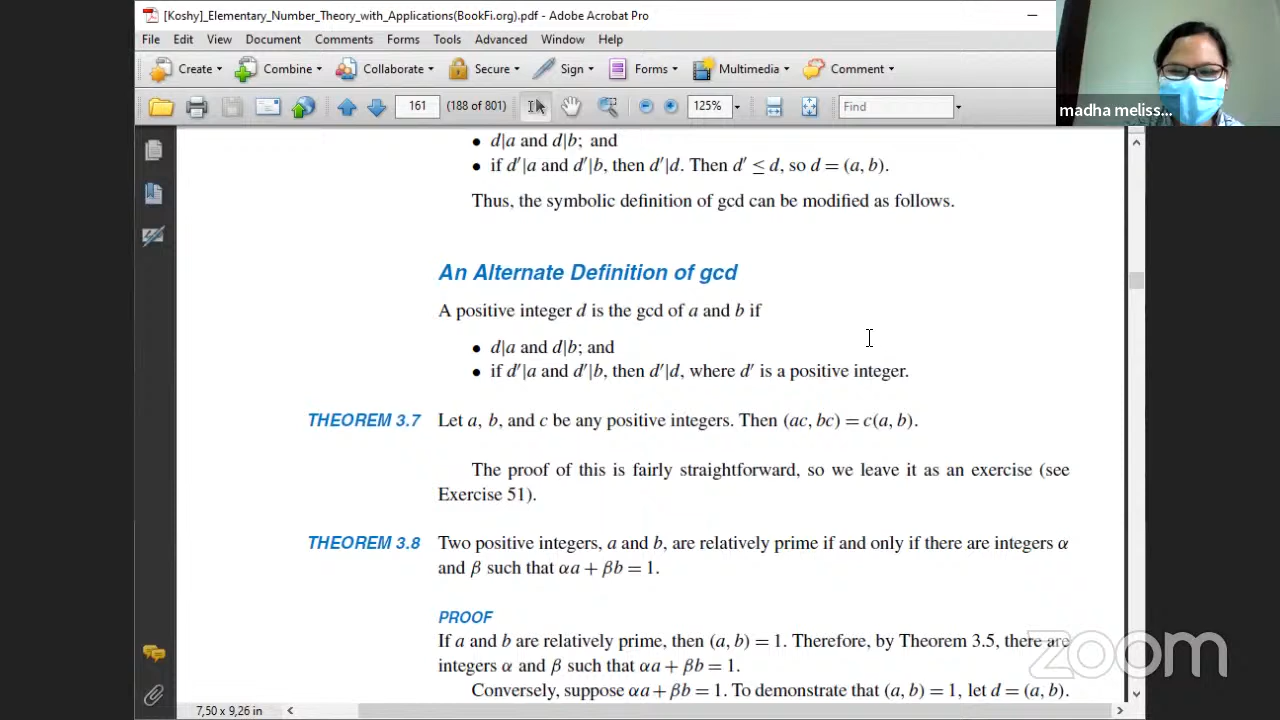 [Koshy]_Elementary_Number_Theory_with_Applications(BookFi.org).pdf - Adobe Acrobat Pro
File Edit View Document Comments Forms Tools Advanced Window Help
Create Combine Collaborate Secure Sign Forms Multimedia Comment
madha meliss...
161 (188 of 801) 125% Find
• d|a and d|b; and
• if d′|a and d′|b, then d′|d. Then d′ ≤ d, so d = (a, b).
Thus, the symbolic definition of gcd can be modified as follows.
An Alternate Definition of gcd
A positive integer d is the gcd of a and b if
• d|a and d|b; and
• if d′|a and d′|b, then d′|d, where d′ is a positive integer.
THEOREM 3.7 Let a, b, and c be any positive integers. Then (ac, bc) = c(a, b).
The proof of this is fairly straightforward, so we leave it as an exercise (see
Exercise 51).
THEOREM 3.8 Two positive integers, a and b, are relatively prime if and only if there are integers α
and β such that αa + βb = 1.
PROOF
If a and b are relatively prime, then (a, b) = 1. Therefore, by Theorem 3.5, there are
integers α and β such that αa + βb = 1.
Conversely, suppose αa + βb = 1. To demonstrate that (a, b) = 1, let d = (a, b).
zoom
7,50 x 9,26 in